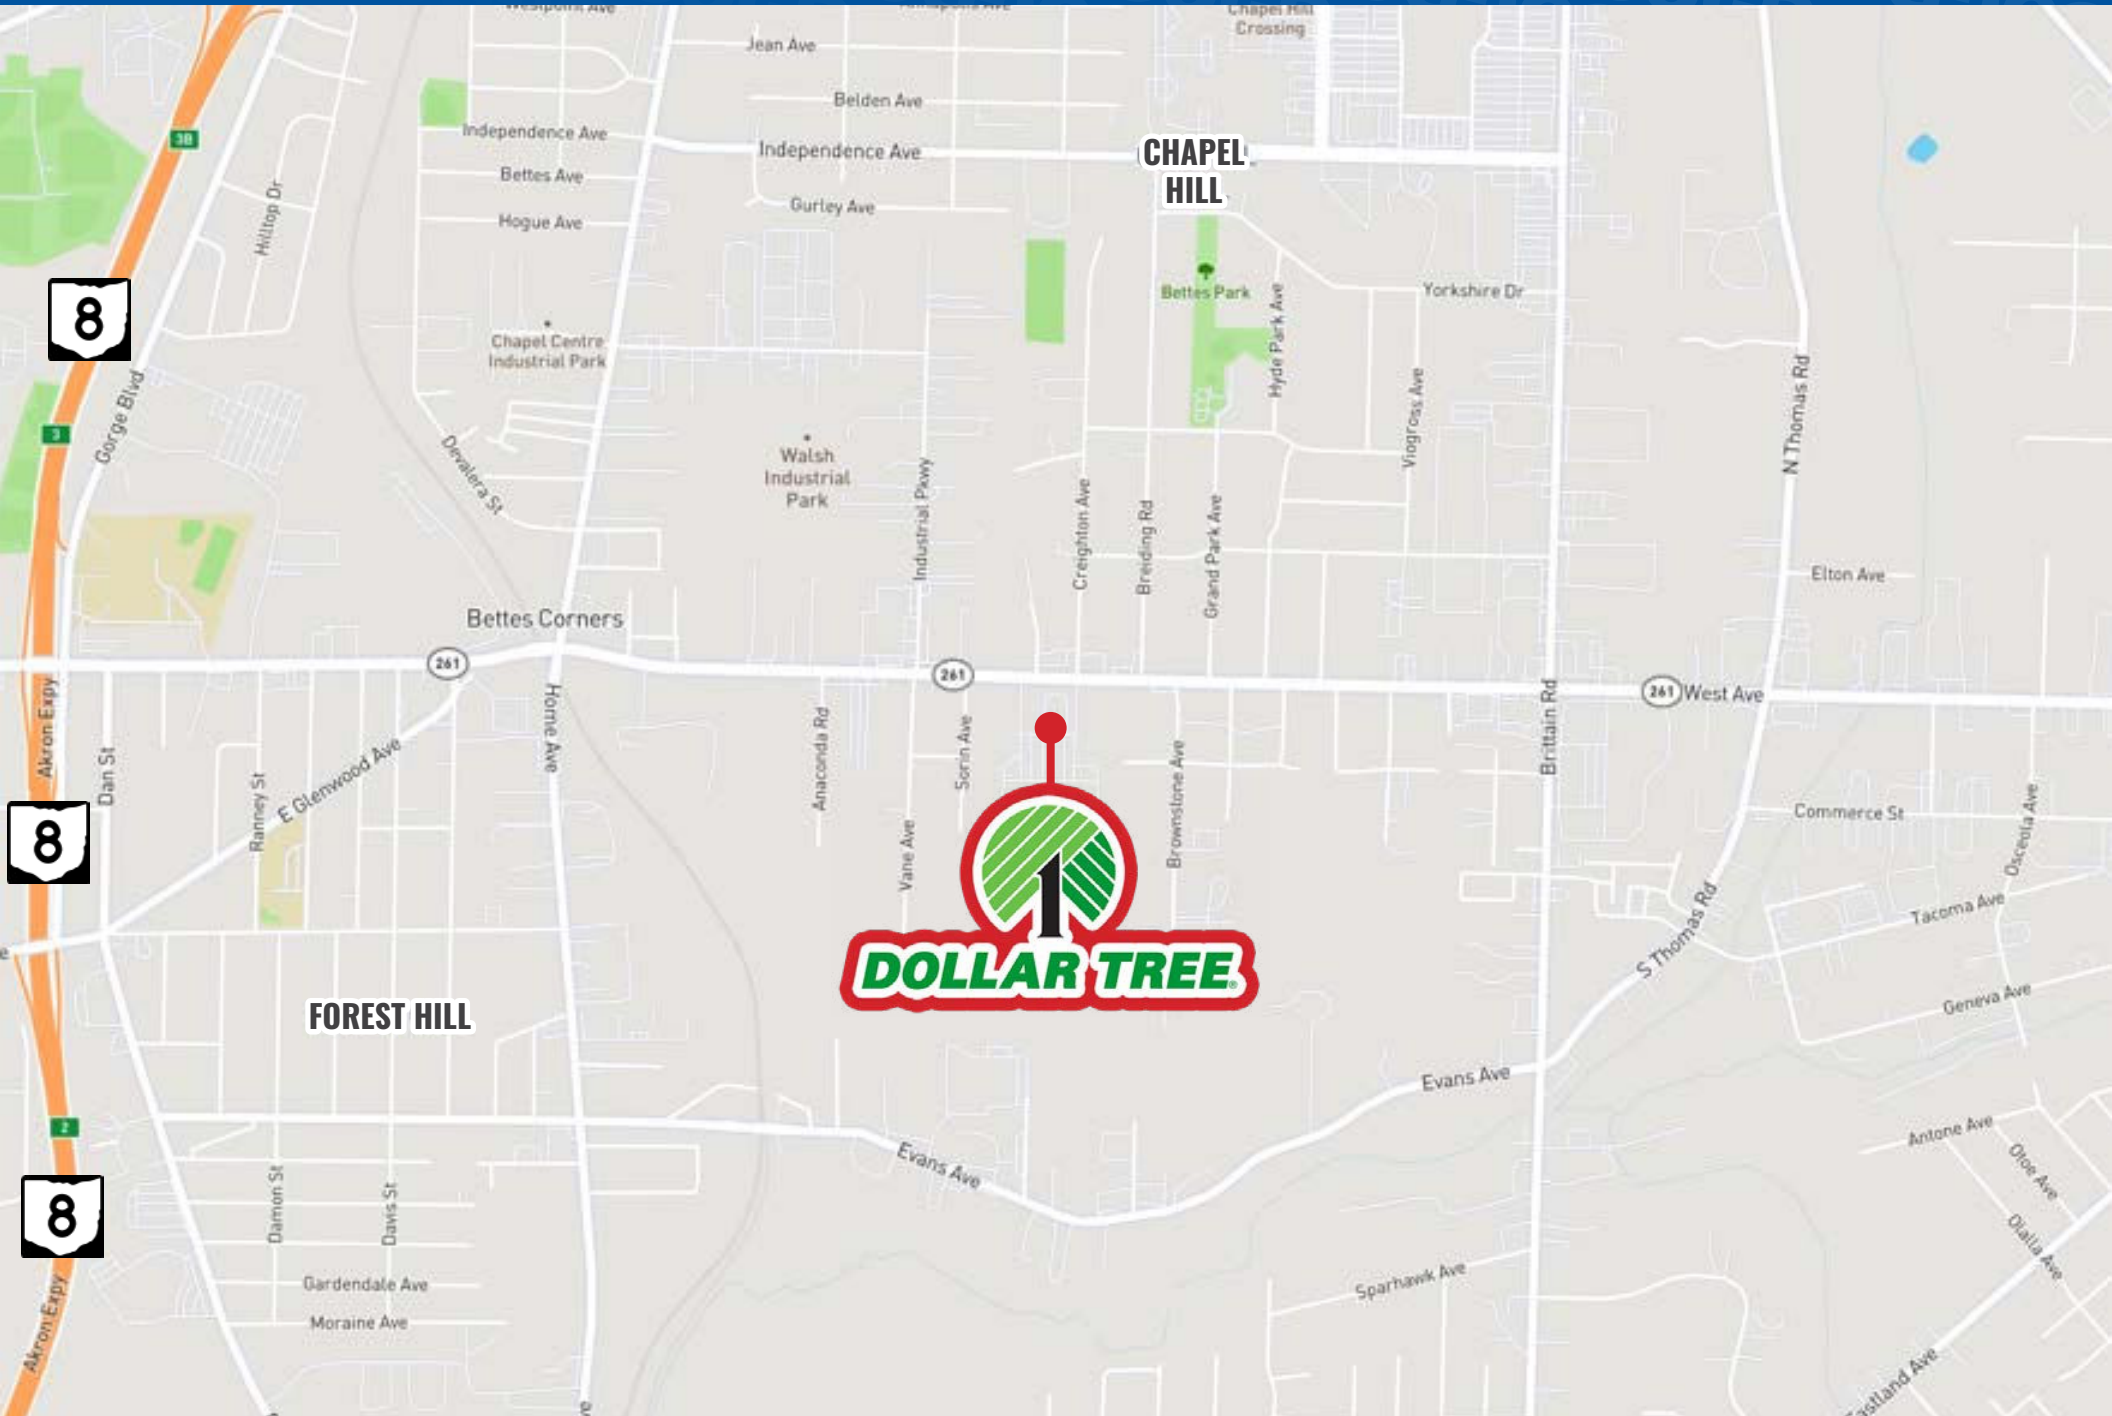 Westpoint Ave
Chapel Hill
Crossing
Jean Ave
Belden Ave
3B
Independence Ave
Independence Ave
CHAPEL
HILL
Bettes Ave
Gurley Ave
Hogue Ave
Hilltop Dr
Bettes Park
Yorkshire Dr
Hyde Park Ave
8
Chapel Centre
Industrial Park
Gorge Blvd
3
Viogross Ave
N Thomas Rd
Walsh
Industrial
Park
Devalera St
Industrial Pkwy
Creighton Ave
Breiding Rd
Grand Park Ave
Elton Ave
Bettes Corners
261
261
261
West Ave
Akron Expy
Dan St
Home Ave
Anaconda Rd
Sorin Ave
Brittain Rd
E Glenwood Ave
Ranney St
Brownstone Ave
Commerce St
Osceola Ave
8
Vane Ave
1
DOLLAR TREE®
Tacoma Ave
S Thomas Rd
Geneva Ave
FOREST HILL
Evans Ave
2
Evans Ave
Antone Ave
Otoe Ave
Damon St
Davis St
8
Dialla Ave
Sparhawk Ave
Gardendale Ave
Moraine Ave
Akron Expy